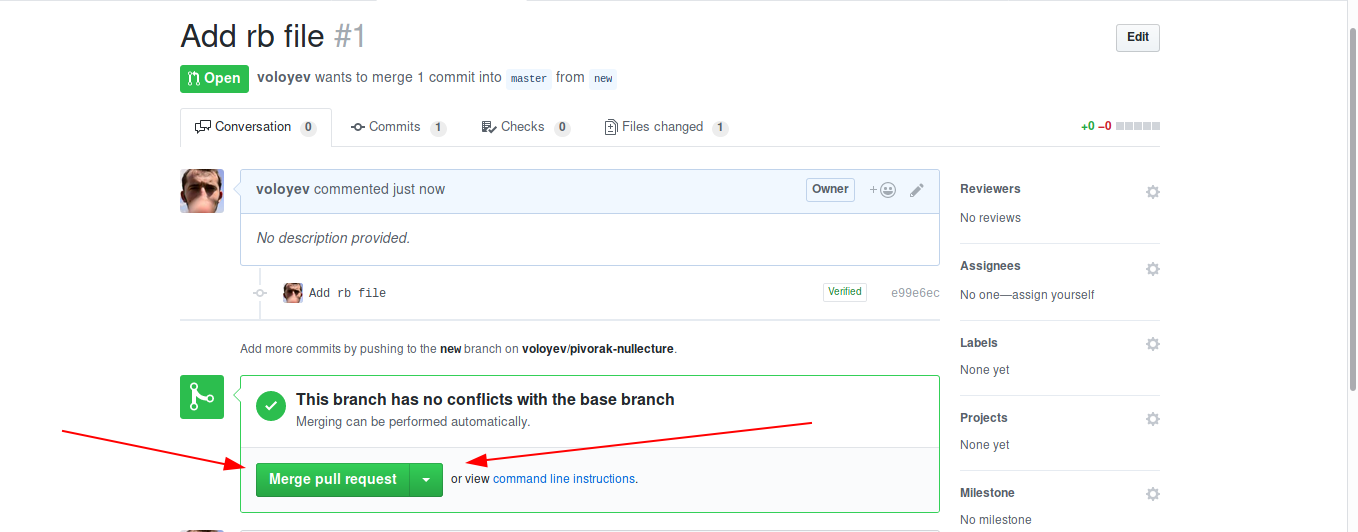 Add rb file #1
Edit
Open voloyev wants to merge 1 commit into master from new
Conversation 0 Commits 1 Checks 0 Files changed 1 +0 −0
voloyev commented just now Owner +
No description provided.
Add rb file Verified e99e6ec
Add more commits by pushing to the new branch on voloyev/pivorak-nullecture.
This branch has no conflicts with the base branch
Merging can be performed automatically.
Merge pull request or view command line instructions.
Reviewers
No reviews
Assignees
No one—assign yourself
Labels
None yet
Projects
None yet
Milestone
No milestone